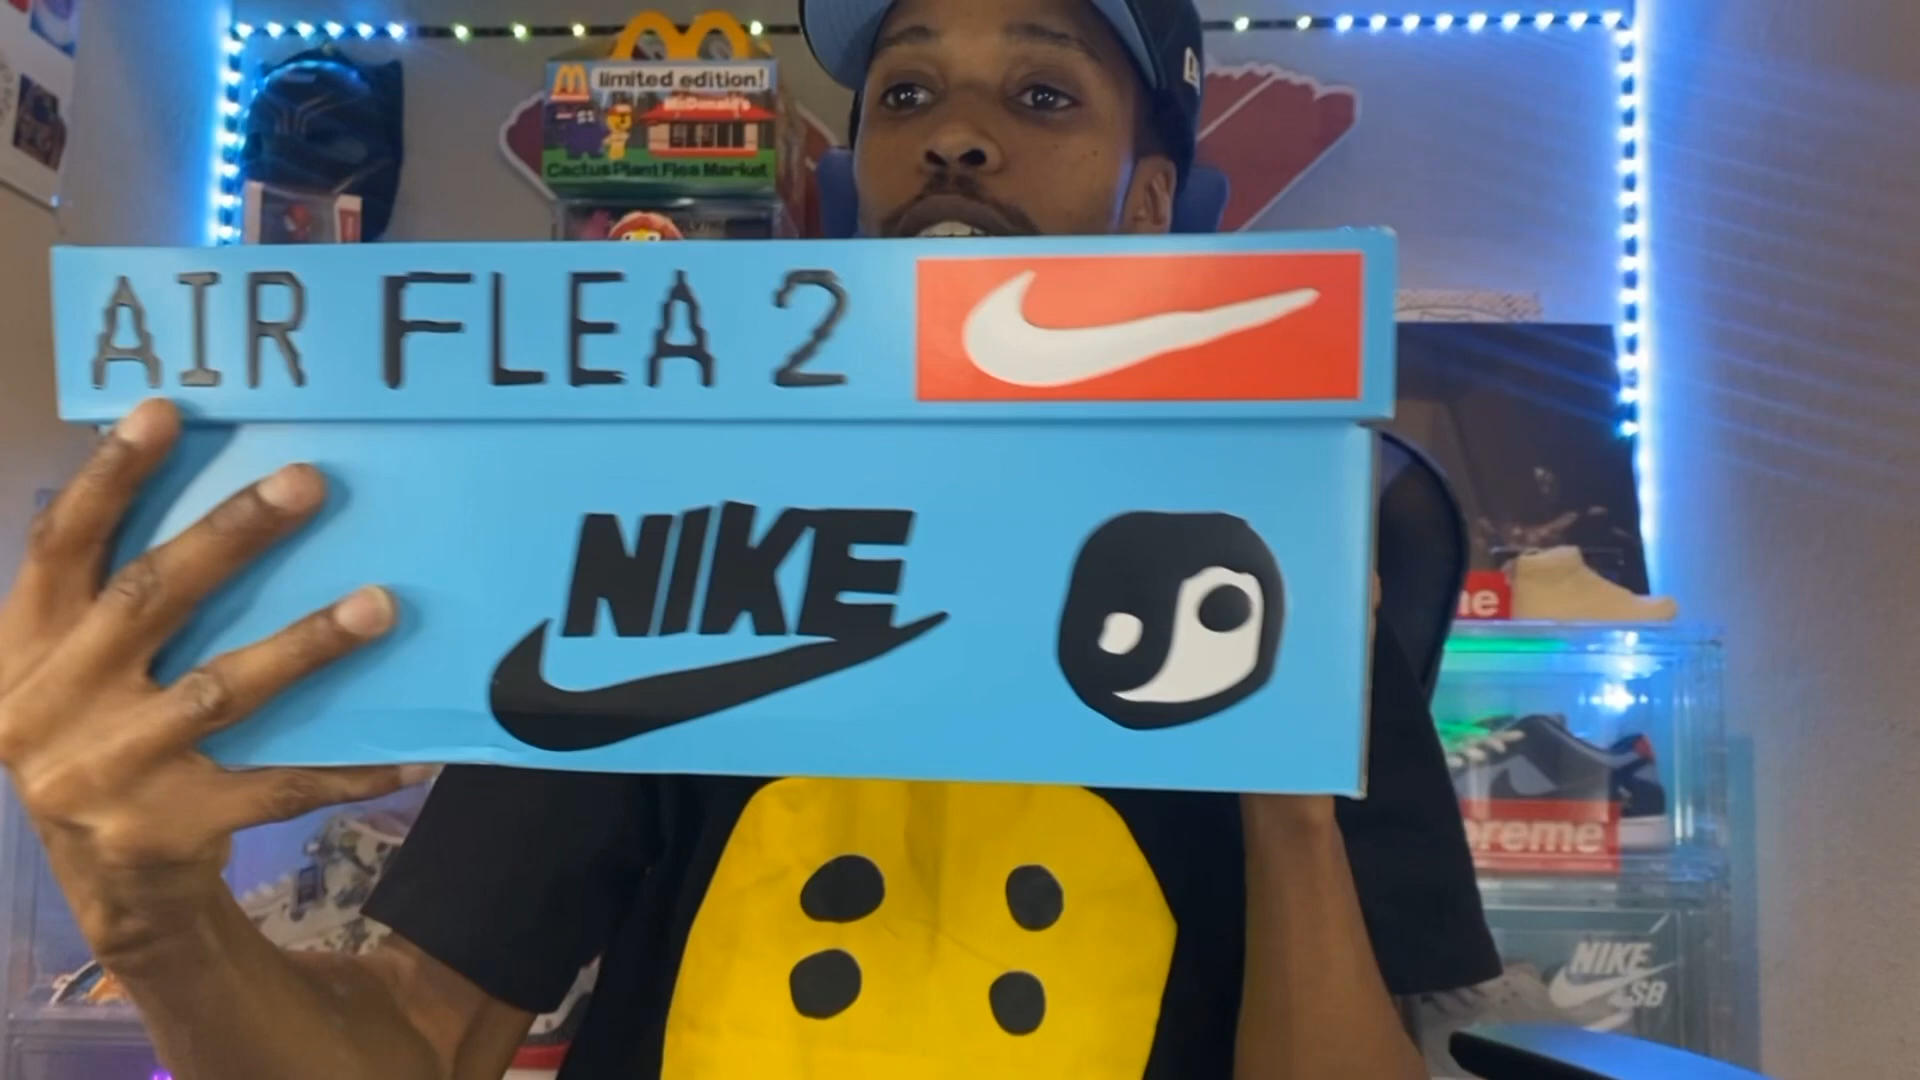 limited edition!
McDonald's
Cactus Plant Flea Market
AIR FLEA 2
NIKE
preme
NIKE
SB